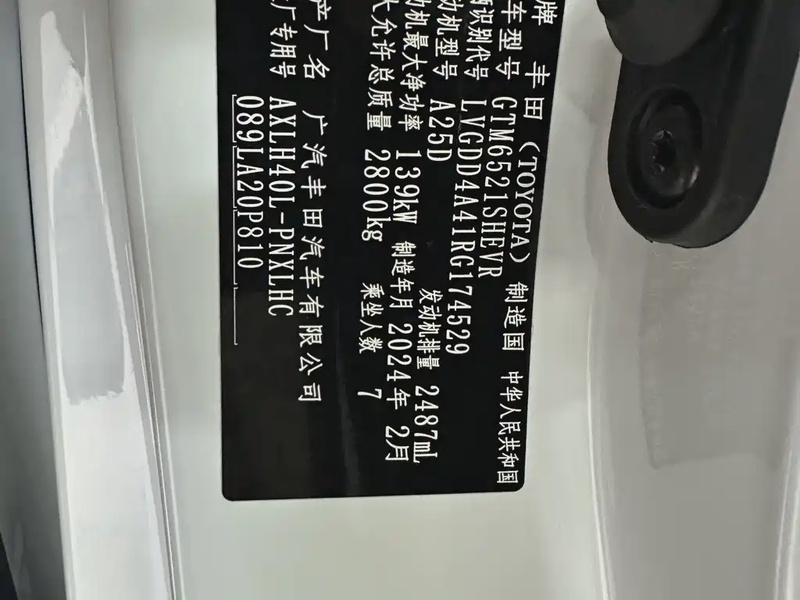 牌 丰田（TOYOTA） 制造国 中华人民共和国
车型号 GTM6521SHEVR
识别代号 LVGDD4A41RG174529
动机型号 A25D 发动机排量 2487mL
动机最大净功率 139kW 制造年月 2024年 2月
大允许总质量 2800kg 乘坐人数 7
产厂名 广汽丰田汽车有限公司
厂专用号 AXLH40L-PNXLHC
089LA20P810